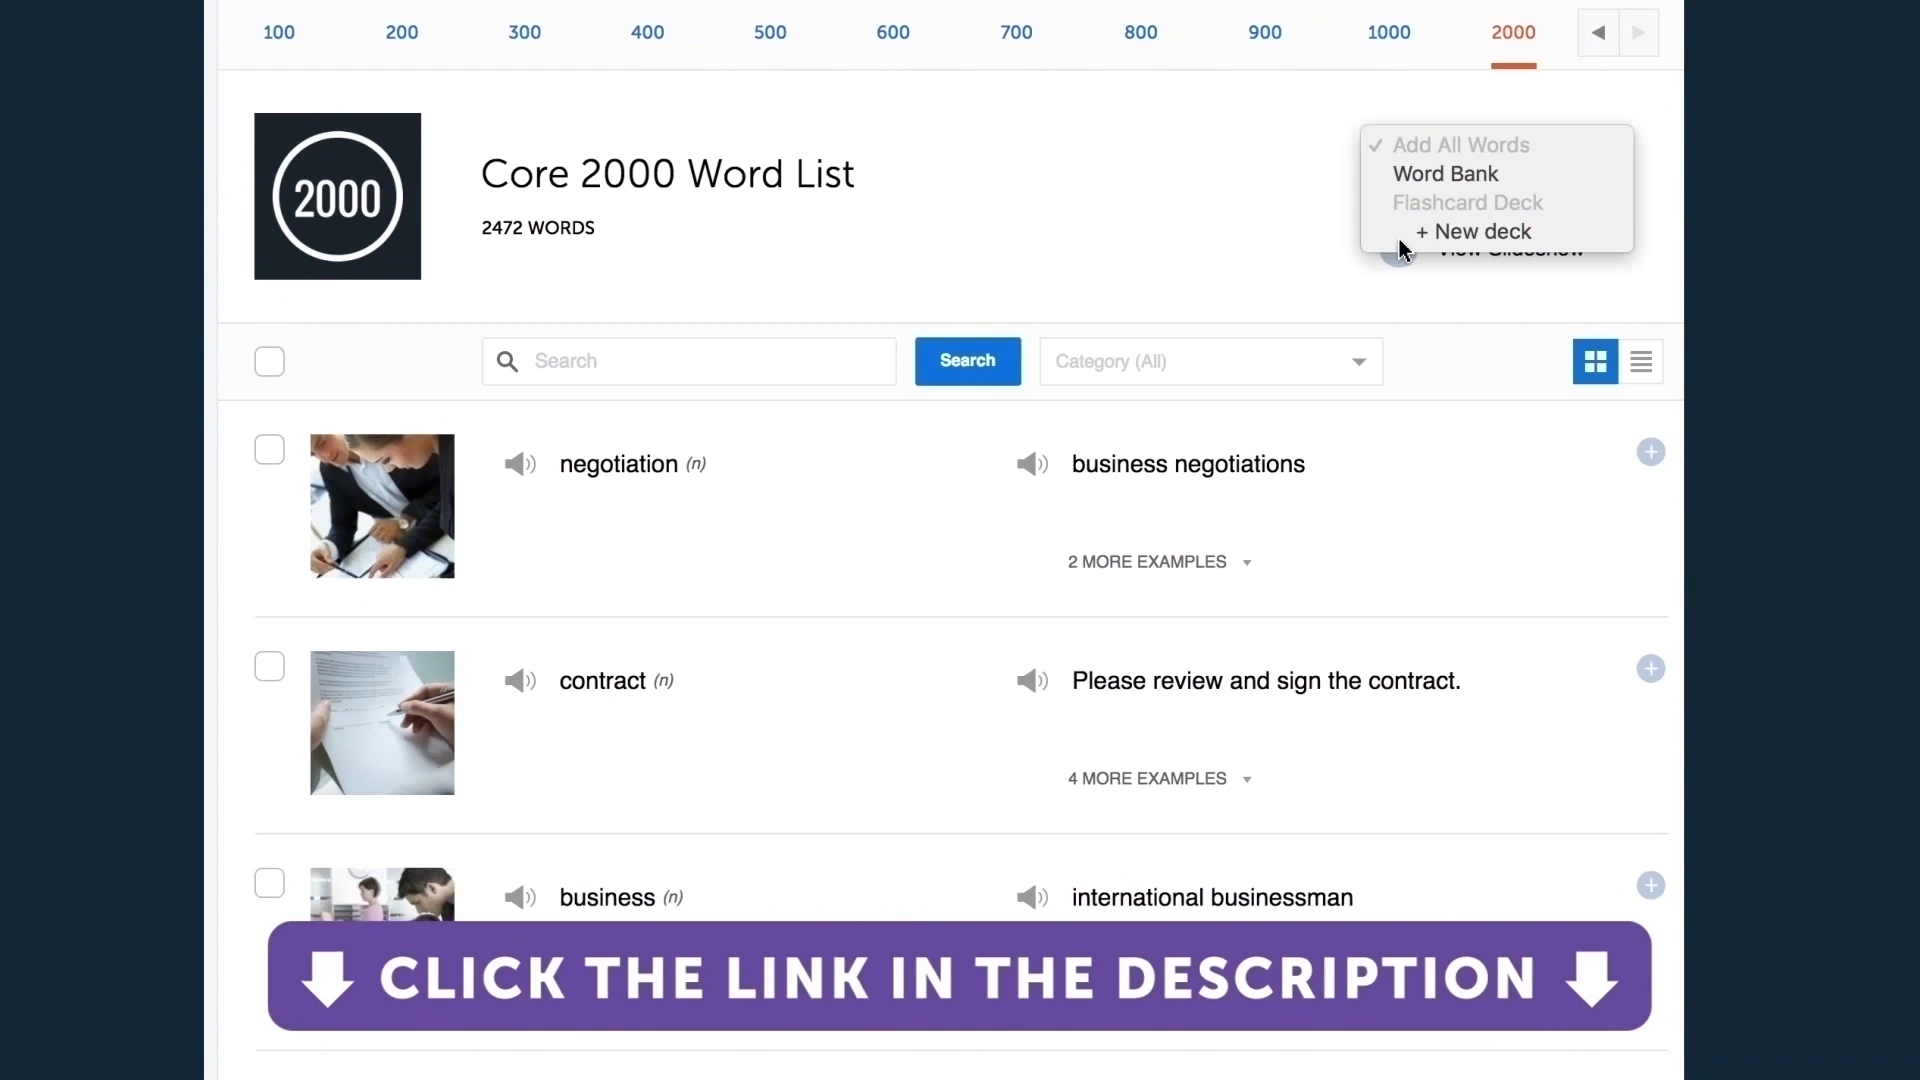 100 200 300 400 500 600 700 800 900 1000 2000
2000
Core 2000 Word List
2472 WORDS
Add All Words
Word Bank
Flashcard Deck
+ New deck
View Slideshow
Search
Search
Category (All)
negotiation (n)
business negotiations
2 MORE EXAMPLES
contract (n)
Please review and sign the contract.
4 MORE EXAMPLES
business (n)
international businessman
CLICK THE LINK IN THE DESCRIPTION